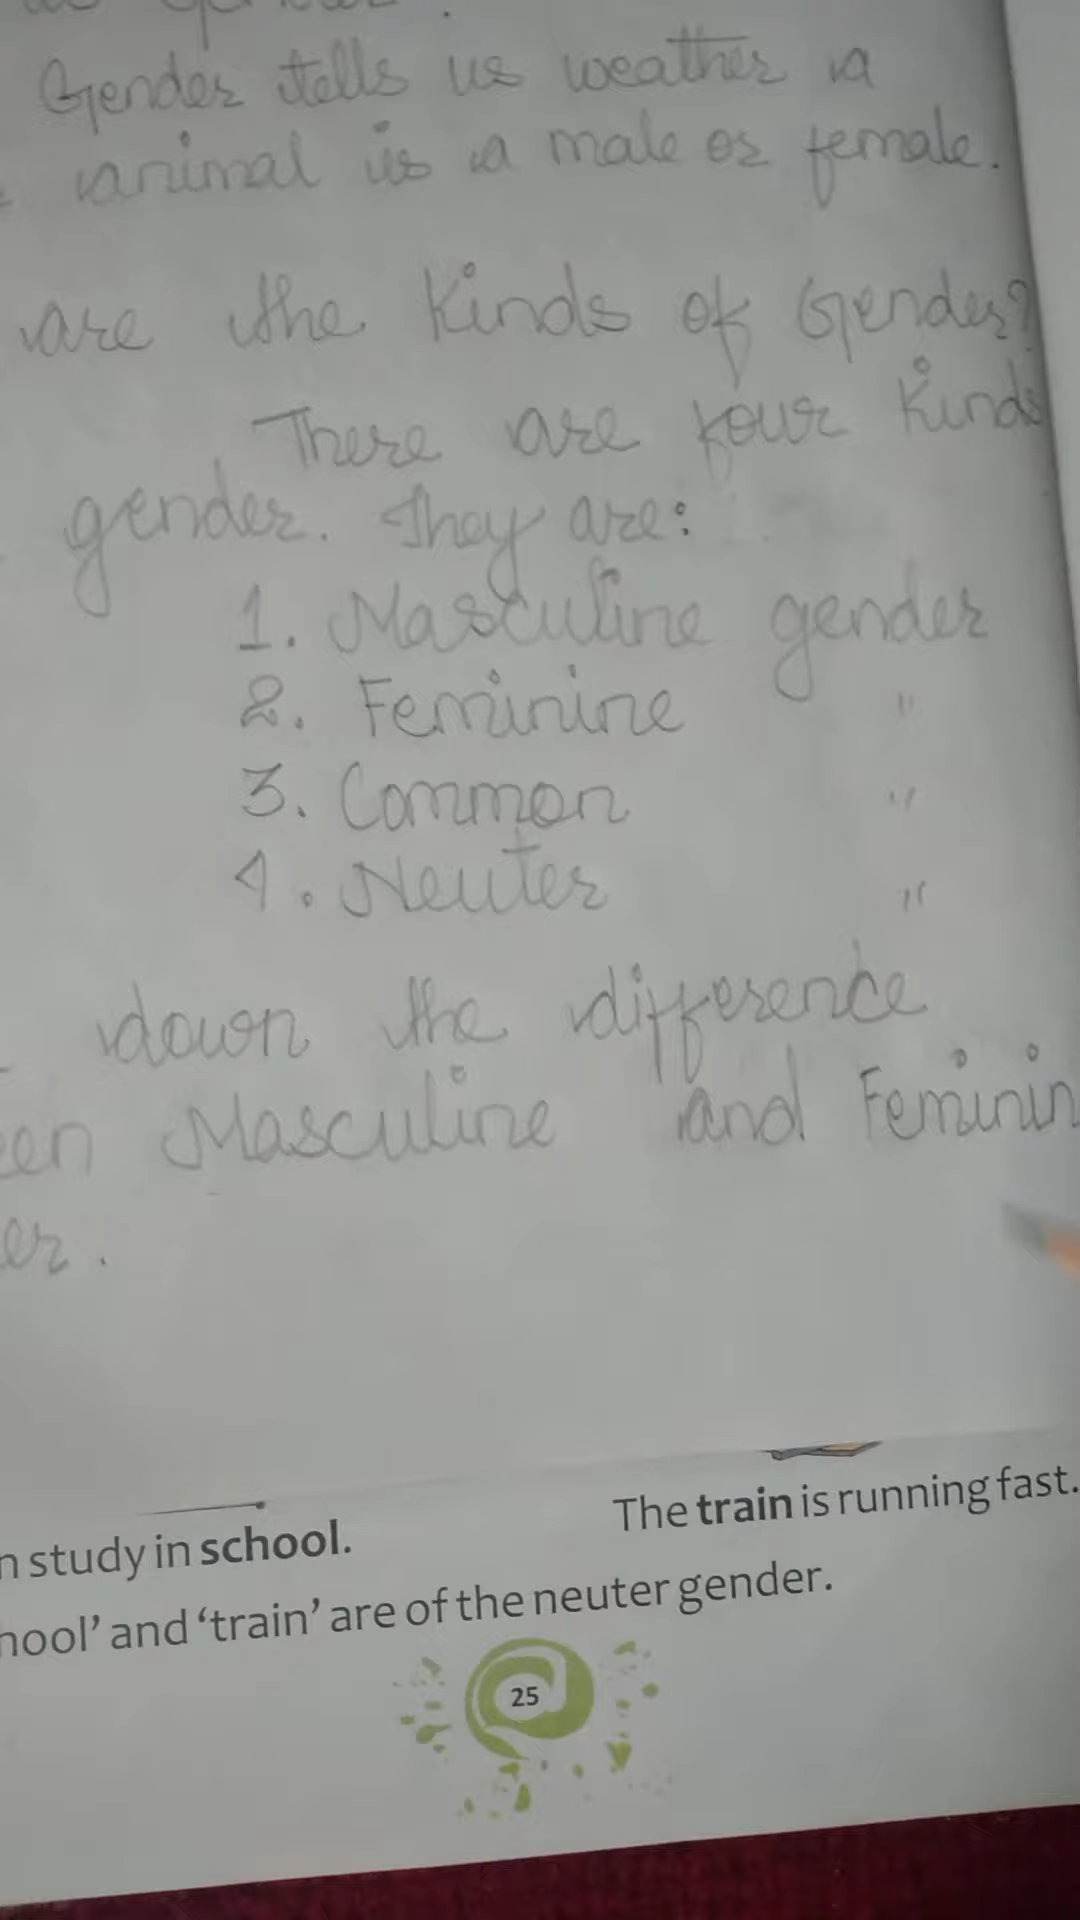 Gender tells us weather a
animal is a male or female.
are the Kinds of Gender?
There are four Kinds
gender. They are:
1. Masculine gender
2. Feminine "
3. Common "
4. Neuter "
down the difference
een Masculine and Feminin
er.
n study in school.
The train is running fast.
hool' and 'train' are of the neuter gender.
25